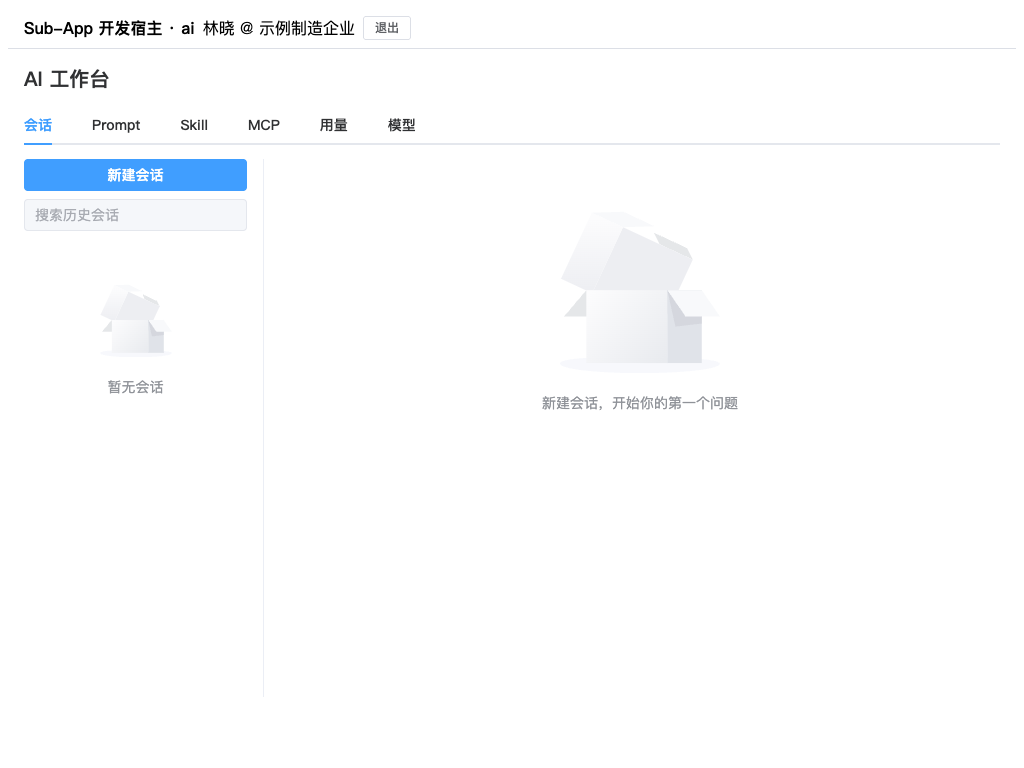 Sub-App 开发宿主 · ai 林晓 @ 示例制造企业 退出
AI 工作台
会话 Prompt Skill MCP 用量 模型
新建会话
搜索历史会话
暂无会话
新建会话，开始你的第一个问题